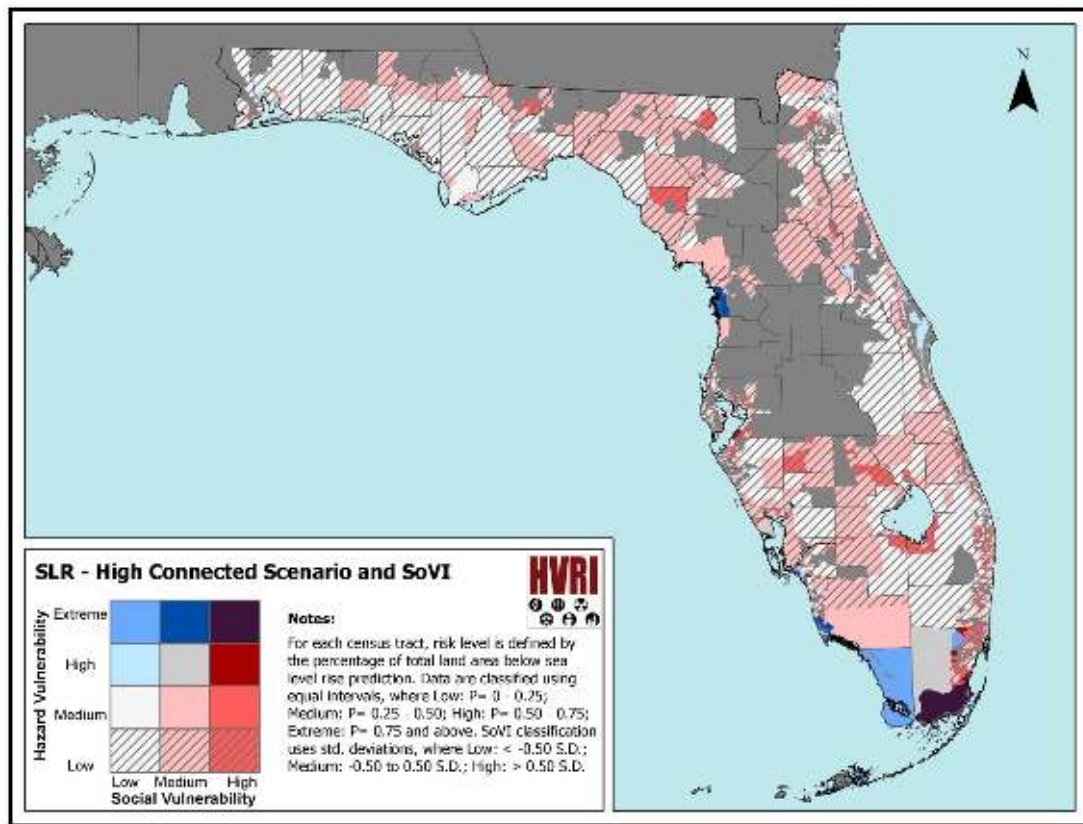 N
SLR - High Connected Scenario and SoVI
HVRI
Hazard Vulnerability
Extreme
High
Medium
Low
Low Medium High
Social Vulnerability
Notes:
For each census tract, risk level is defined by
the percentage of total land area below sea
level rise prediction. Data are classified using
equal intervals, where Low: P= 0 - 0.25;
Medium: P= 0.25 - 0.50; High: P= 0.50 - 0.75;
Extreme: P= 0.75 and above. SoVI classification
uses std. deviations, where Low: < -0.50 S.D.;
Medium: -0.50 to 0.50 S.D.; High: > 0.50 S.D.